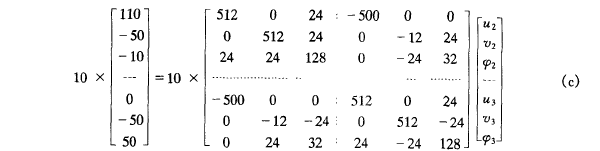 110 512 0 24 : -500 0 0 u₂
-50 0 512 24 0 -12 24 v₂
-10 24 24 128 0 -24 32 φ₂
10 × --- = 10 × --- (c)
0 -500 0 0 : 512 0 24 u₃
-50 0 -12 -24 : 0 512 -24 v₃
50 0 24 32 : 24 -24 128 φ₃